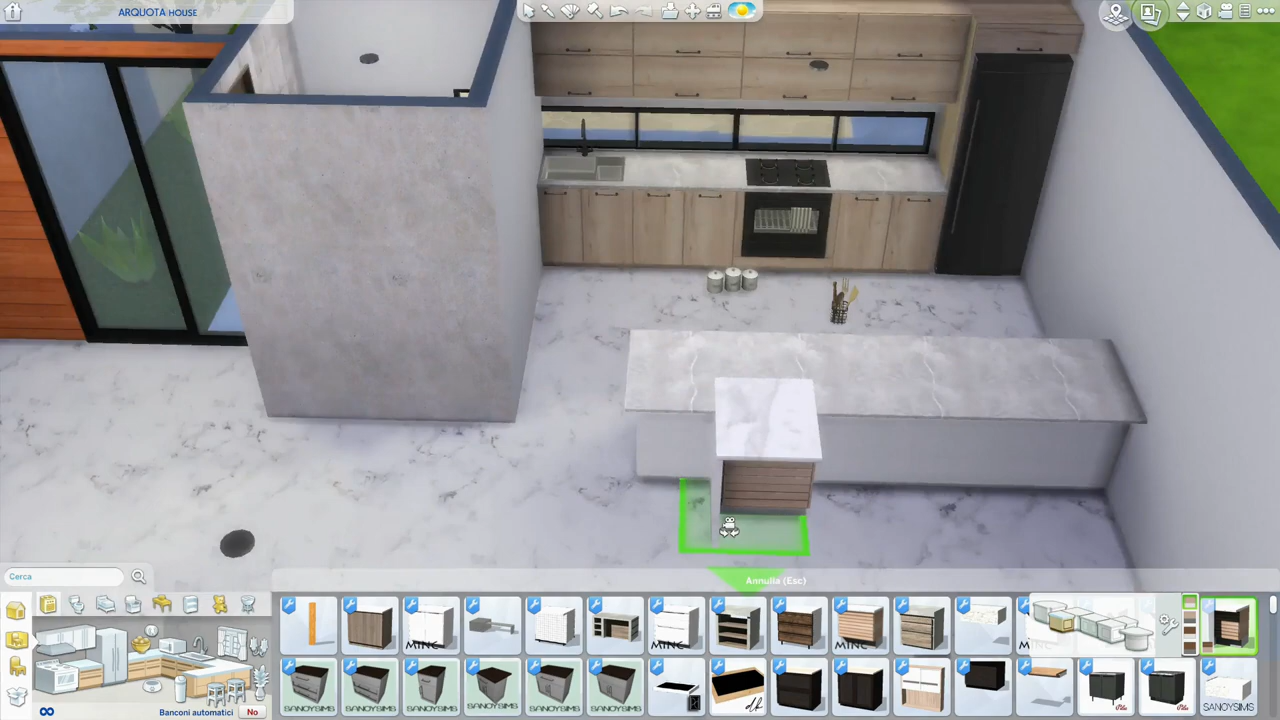 ARQUOTA HOUSE
Annulla (Esc)
Cerca
MINC
MINC
MINC
SANOYSIMS
SANOYSIMS
SANOYSIMS
SANOYSIMS
SANOYSIMS
SANOYSIMS
SANOYSIMS
Banconi automatici No